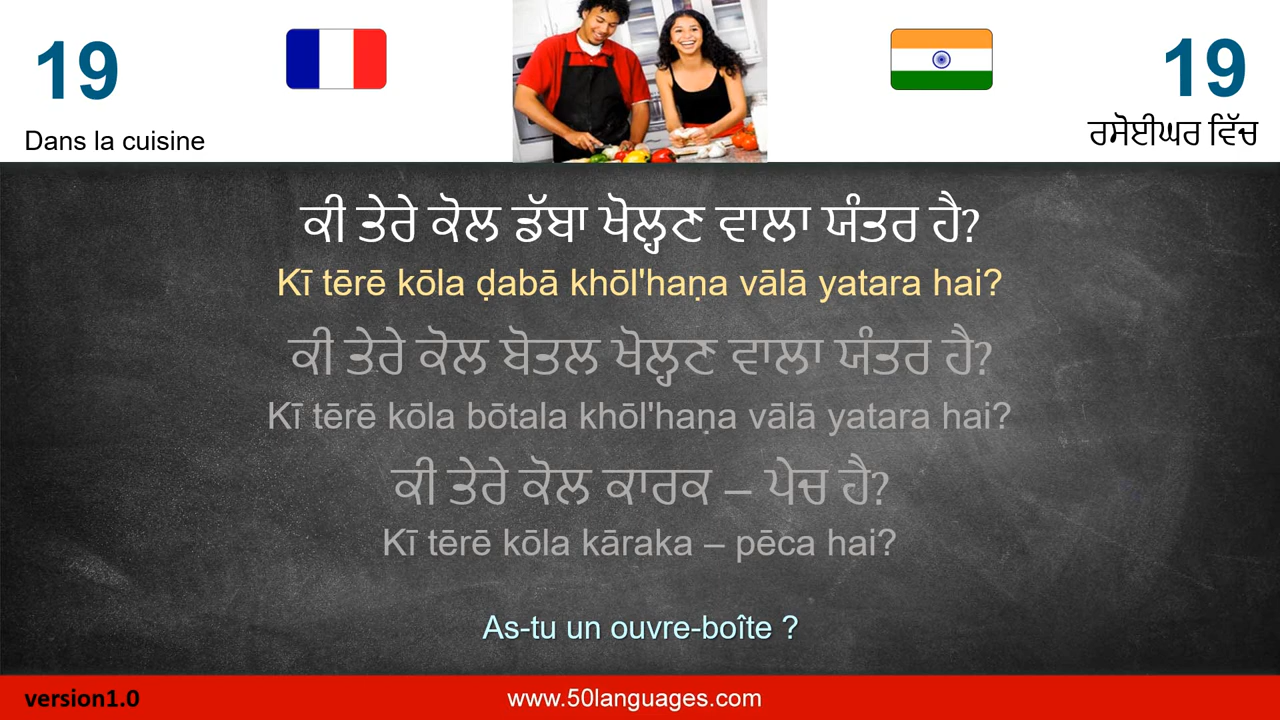 19
19
Dans la cuisine
ਰਸੋਈਘਰ ਵਿੱਚ
ਕੀ ਤੇਰੇ ਕੋਲ ਡੱਬਾ ਖੋਲ੍ਹਣ ਵਾਲਾ ਯੰਤਰ ਹੈ?
Kī tērē kōla ḍabā khōl'haṇa vālā yatara hai?
ਕੀ ਤੇਰੇ ਕੋਲ ਬੋਤਲ ਖੋਲ੍ਹਣ ਵਾਲਾ ਯੰਤਰ ਹੈ?
Kī tērē kōla bōtala khōl'haṇa vālā yatara hai?
ਕੀ ਤੇਰੇ ਕੋਲ ਕਾਰਕ – ਪੇਚ ਹੈ?
Kī tērē kōla kāraka – pēca hai?
As-tu un ouvre-boîte ?
version1.0
www.50languages.com